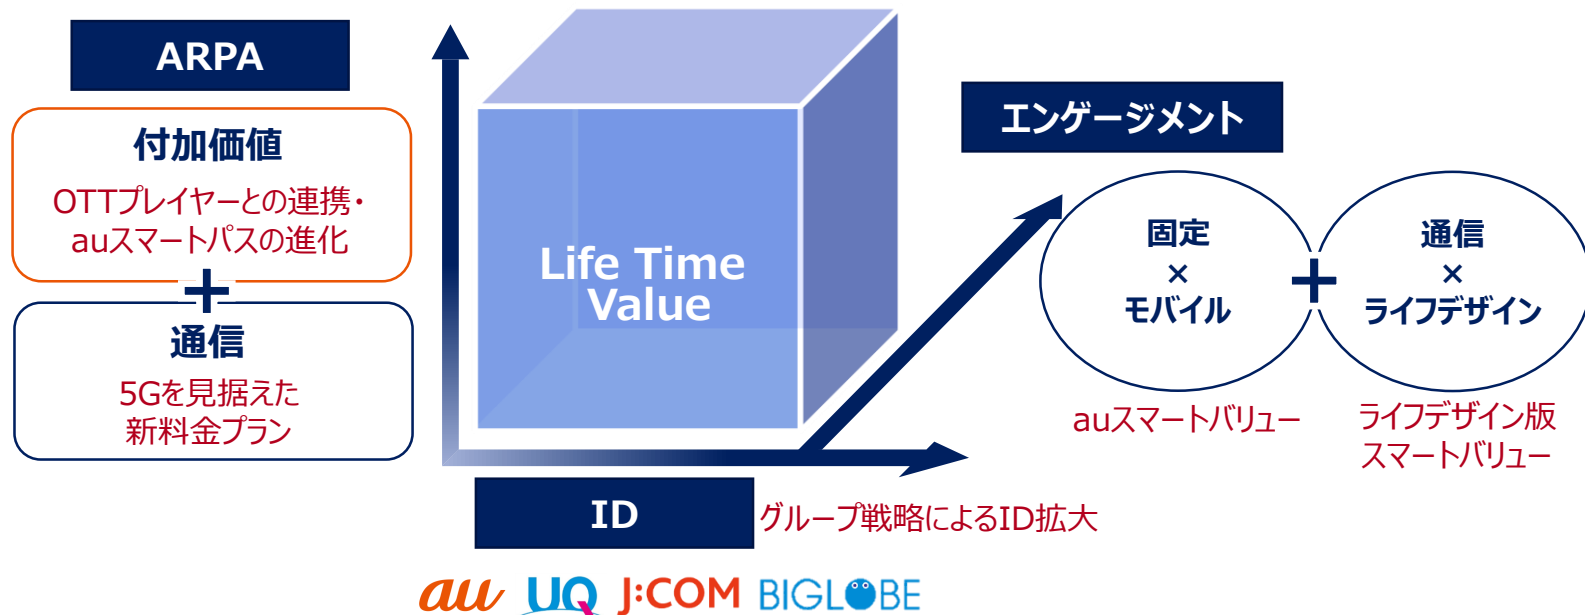 ARPA
付加価値
OTTプレイヤーとの連携・
auスマートパスの進化
+
通信
5Gを見据えた
新料金プラン
Life Time
Value
エンゲージメント
固定
×
モバイル
+
通信
×
ライフデザイン
auスマートバリュー
ライフデザイン版
スマートバリュー
ID
グループ戦略によるID拡大
au UQ J:COM BIGLOBE